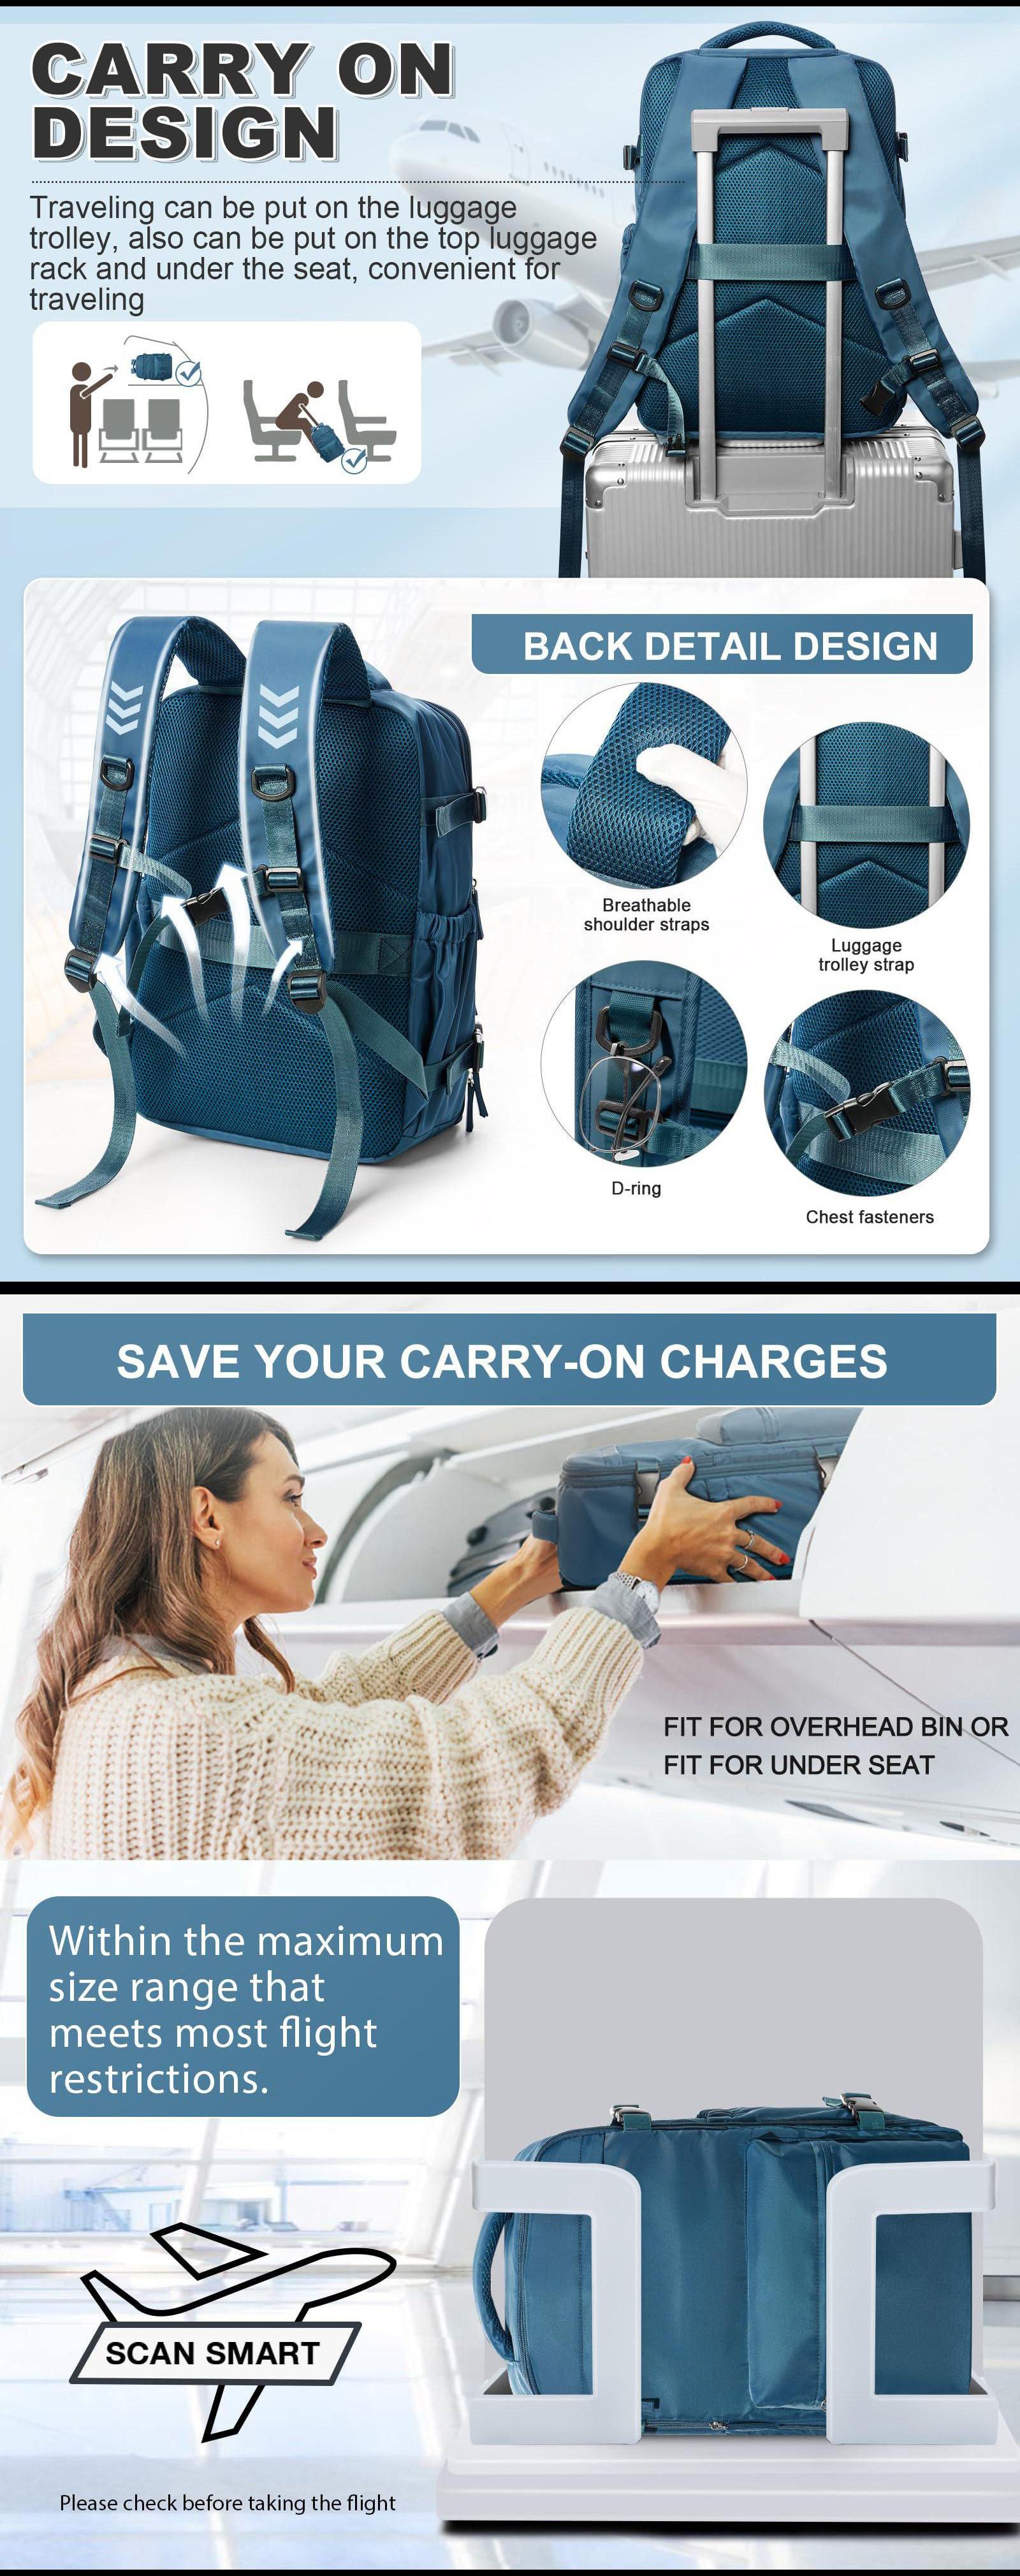 CARRY ON
DESIGN
Traveling can be put on the luggage
trolley, also can be put on the top luggage
rack and under the seat, convenient for
traveling
BACK DETAIL DESIGN
Breathable
shoulder straps
Luggage
trolley strap
D-ring
Chest fasteners
SAVE YOUR CARRY-ON CHARGES
FIT FOR OVERHEAD BIN OR
FIT FOR UNDER SEAT
Within the maximum
size range that
meets most flight
restrictions.
SCAN SMART
Please check before taking the flight